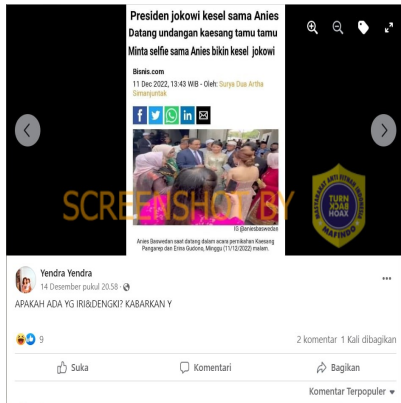 Presiden jokowi kesel sama Anies
Datang undangan kaesang tamu tamu
Minta selfie sama Anies bikin kesel jokowi
Bisnis.com
11 Dec 2022, 13:43 WIB - Oleh: Surya Dua Artha
Simanjuntak
IG @aniesbaswedan
Anies Baswedan saat datang dalam acara pernikahan Kaesang
Pangarep dan Erina Gudono, Minggu (11/12/2022) malam.
SCREENSHOT BY
MASYARAKAT ANTI FITNAH INDONESIA
TURN
BACK
HOAX
MAFINDO
Yendra Yendra
14 Desember pukul 20.58 ·
APAKAH ADA YG IRI&DENGKI? KABARKAN Y
9
2 komentar 1 Kali dibagikan
Suka
Komentari
Bagikan
Komentar Terpopuler